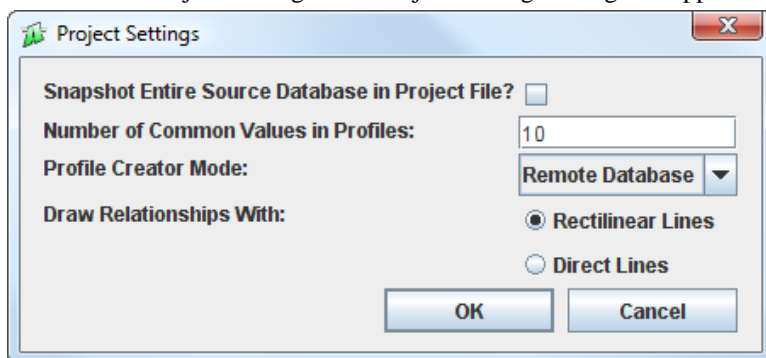 Project Settings
Snapshot Entire Source Database in Project File?
Number of Common Values in Profiles: 10
Profile Creator Mode: Remote Database
Draw Relationships With: Rectilinear Lines
Direct Lines
OK Cancel